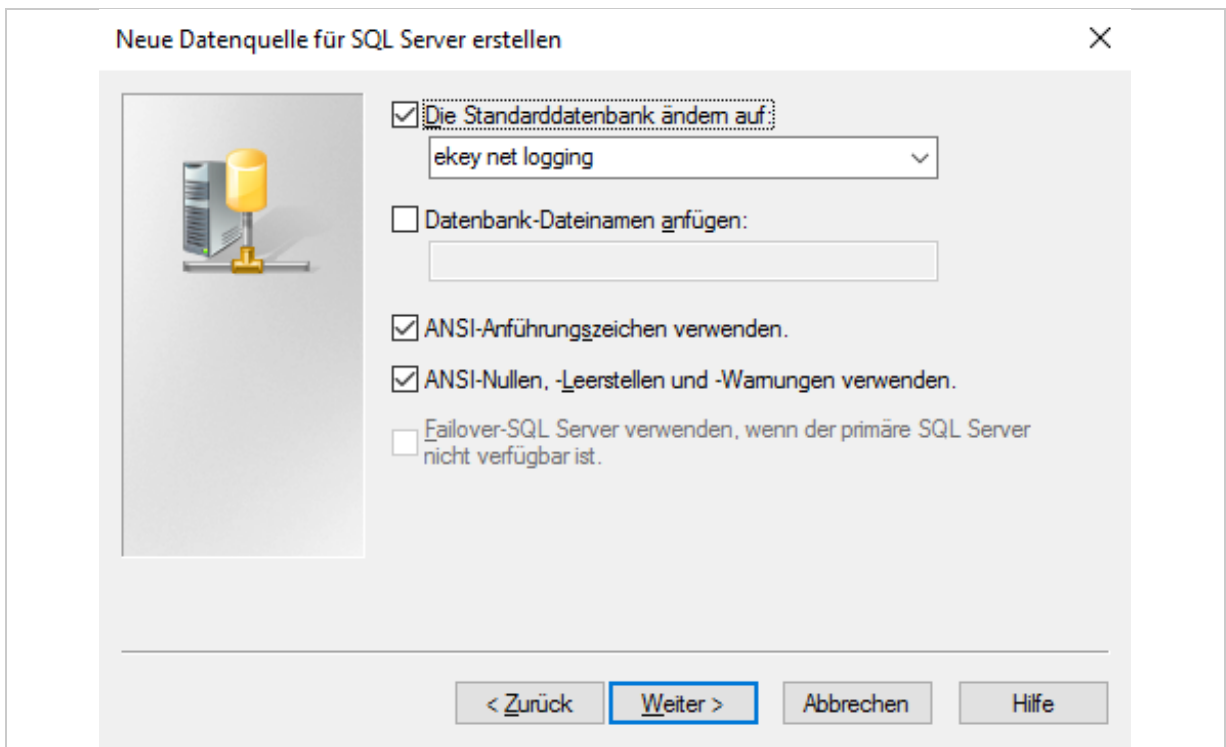 Neue Datenquelle für SQL Server erstellen
Die Standarddatenbank ändern auf:
ekey net logging
Datenbank-Dateinamen anfügen:
ANSI-Anführungszeichen verwenden.
ANSI-Nullen, -Leerstellen und -Warnungen verwenden.
Failover-SQL Server verwenden, wenn der primäre SQL Server
nicht verfügbar ist.
< Zurück Weiter > Abbrechen Hilfe